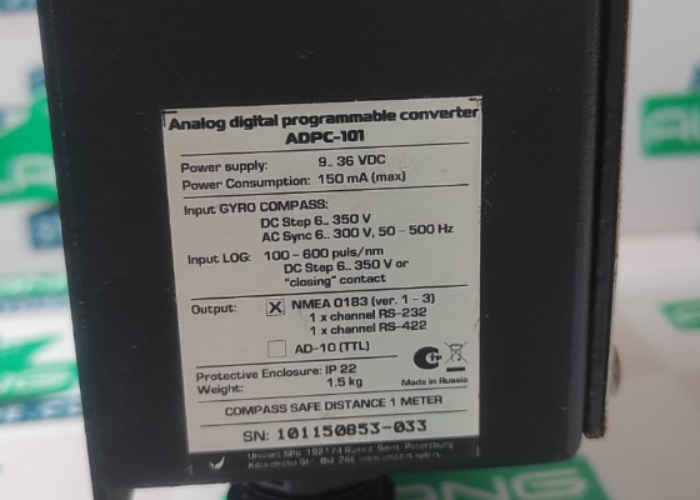 Analog digital programmable converter
ADPC-101
Power supply: 9.. 36 VDC
Power Consumption: 150 mA (max)
Input GYRO COMPASS:
DC Step 6.. 350 V
AC Sync 6.. 300 V, 50 - 500 Hz
Input LOG: 100 - 600 puls/nm
DC Step 6.. 350 V or
"closing" contact
Output: X NMEA 0183 (ver. 1 - 3)
1 x channel RS-232
1 x channel RS-422
AD-10 (TTL)
Protective Enclosure: IP 22
Weight: 1.5 kg
Made in Russia
COMPASS SAFE DISTANCE 1 METER
SN: 101150853-033